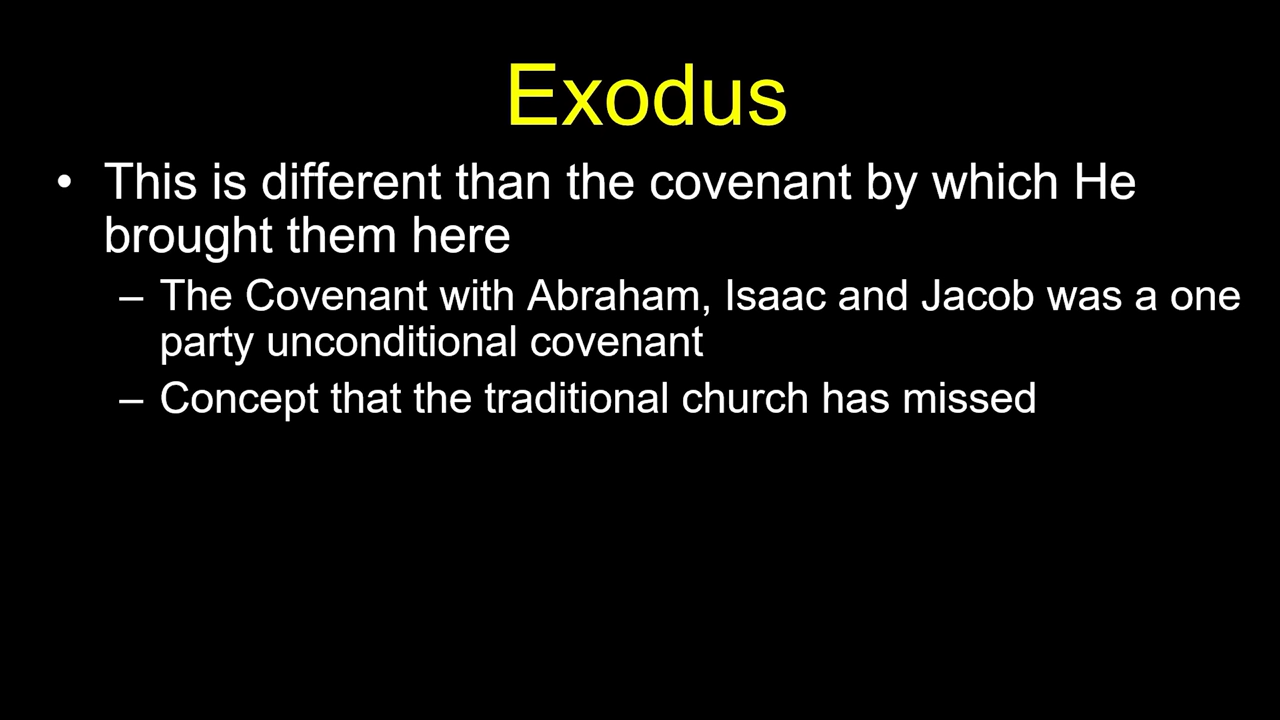 Exodus
• This is different than the covenant by which He
brought them here
– The Covenant with Abraham, Isaac and Jacob was a one
party unconditional covenant
– Concept that the traditional church has missed